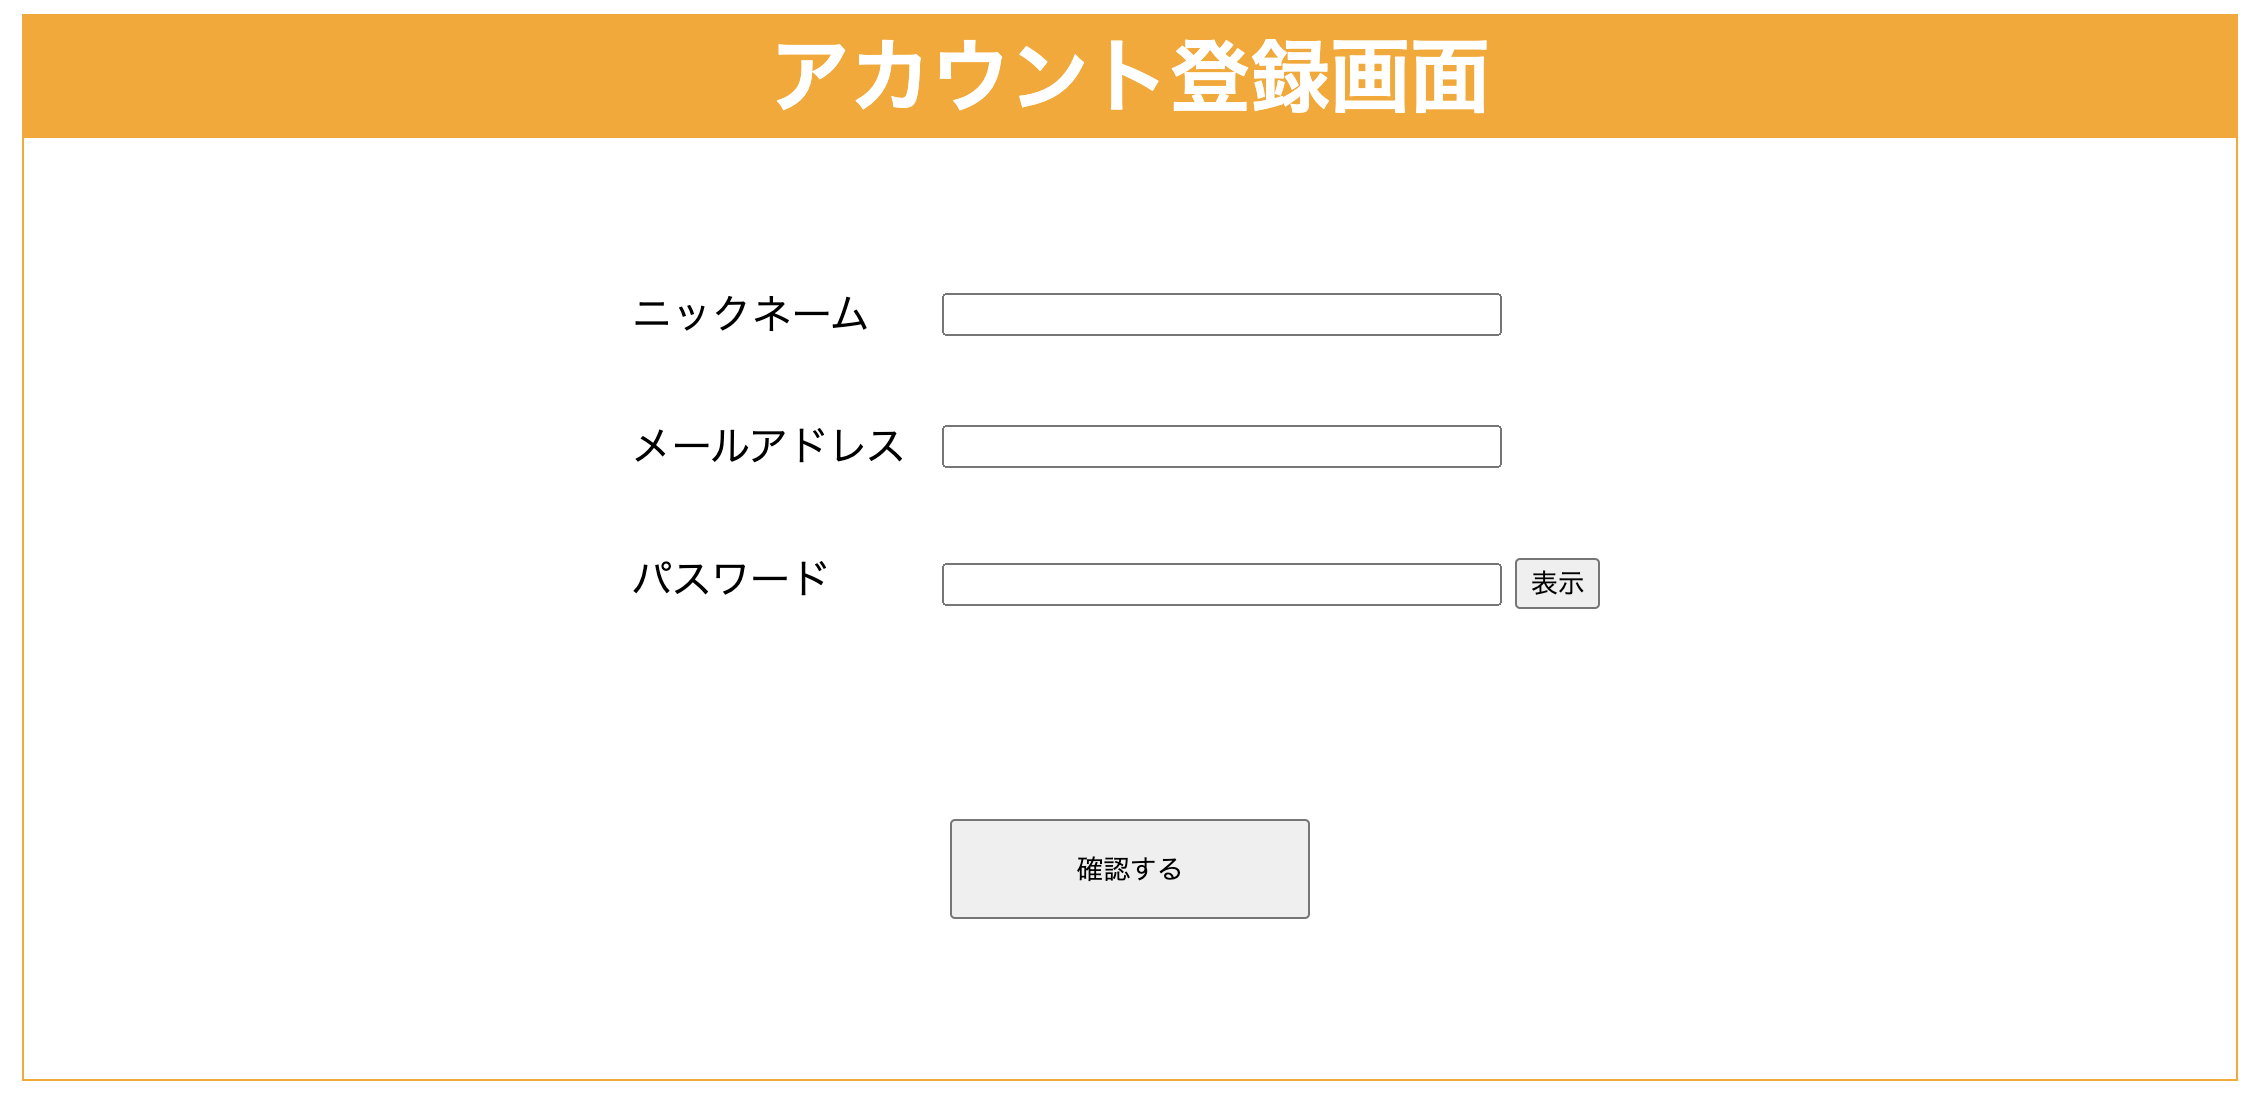 アカウント登録画面
ニックネーム
メールアドレス
パスワード 表示
確認する